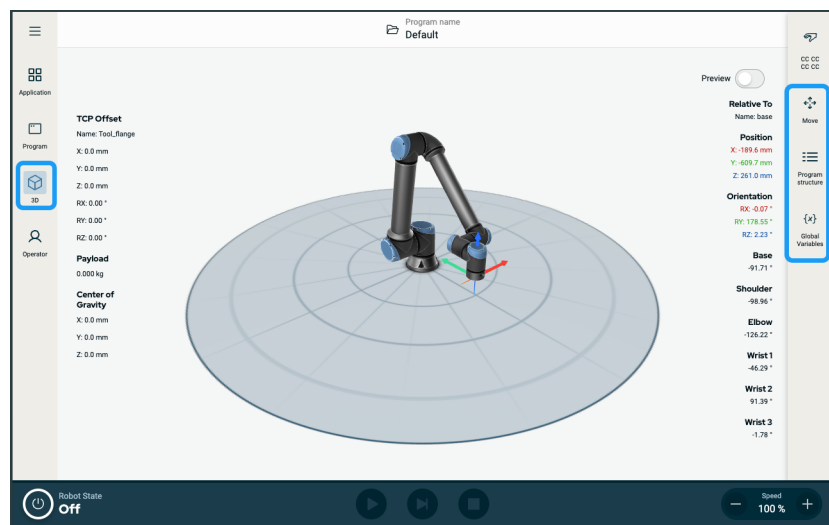 Program name
Default
Application
Program
3D
Operator
TCP Offset
Name: Tool_flange
X: 0.0 mm
Y: 0.0 mm
Z: 0.0 mm
RX: 0.00 °
RY: 0.00 °
RZ: 0.00 °
Payload
0.000 kg
Center of
Gravity
X: 0.0 mm
Y: 0.0 mm
Z: 0.0 mm
Preview
Relative To
Name: base
Position
X: -189.6 mm
Y: -609.7 mm
Z: 261.0 mm
Orientation
RX: -0.07 °
RY: 178.55 °
RZ: 2.23 °
Base
-91.71 °
Shoulder
-98.96 °
Elbow
-126.22 °
Wrist 1
-46.29 °
Wrist 2
91.39 °
Wrist 3
-1.78 °
CC CC
CC CC
Move
Program
structure
{x}
Global
Variables
Robot State
Off
Speed
100 %